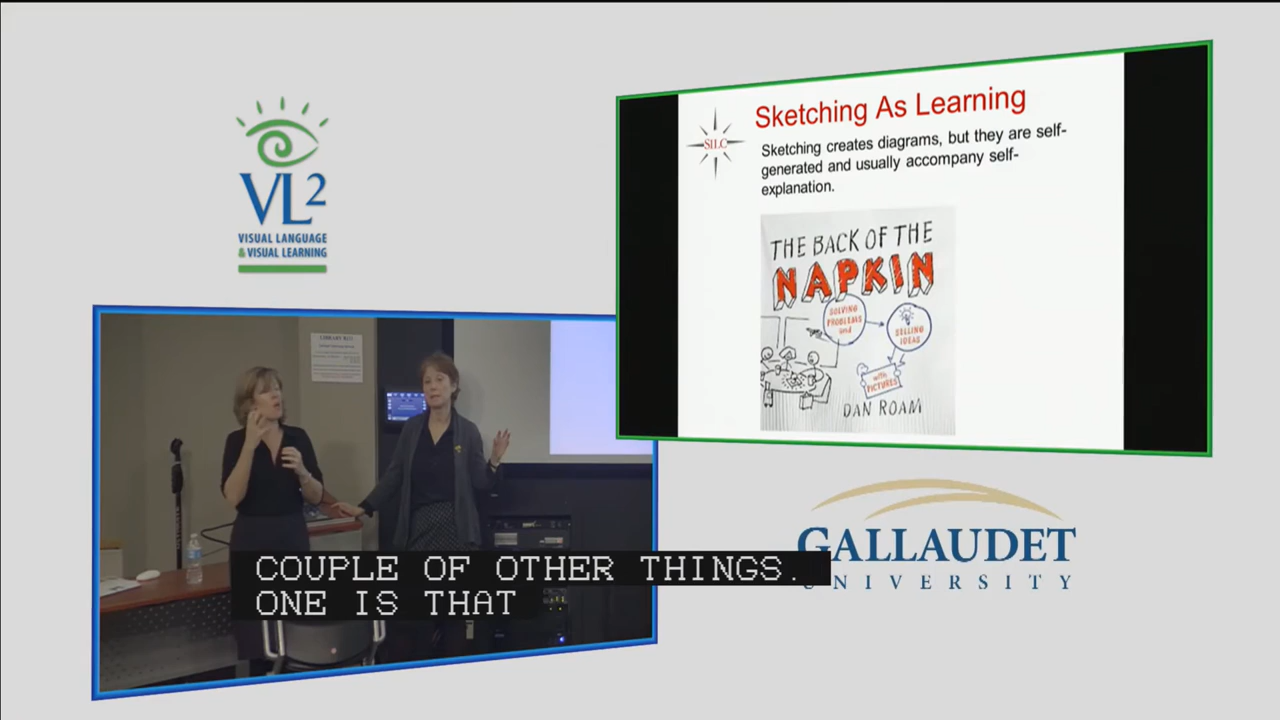 VL2
VISUAL LANGUAGE
& VISUAL LEARNING
SILC
Sketching As Learning
Sketching creates diagrams, but they are self-
generated and usually accompany self-
explanation.
THE BACK OF THE
NAPKIN
SOLVING
PROBLEMS
and
SELLING
IDEAS
with
PICTURES
DAN ROAM
COUPLE OF OTHER THINGS.
ONE IS THAT
GALLAUDET
UNIVERSITY